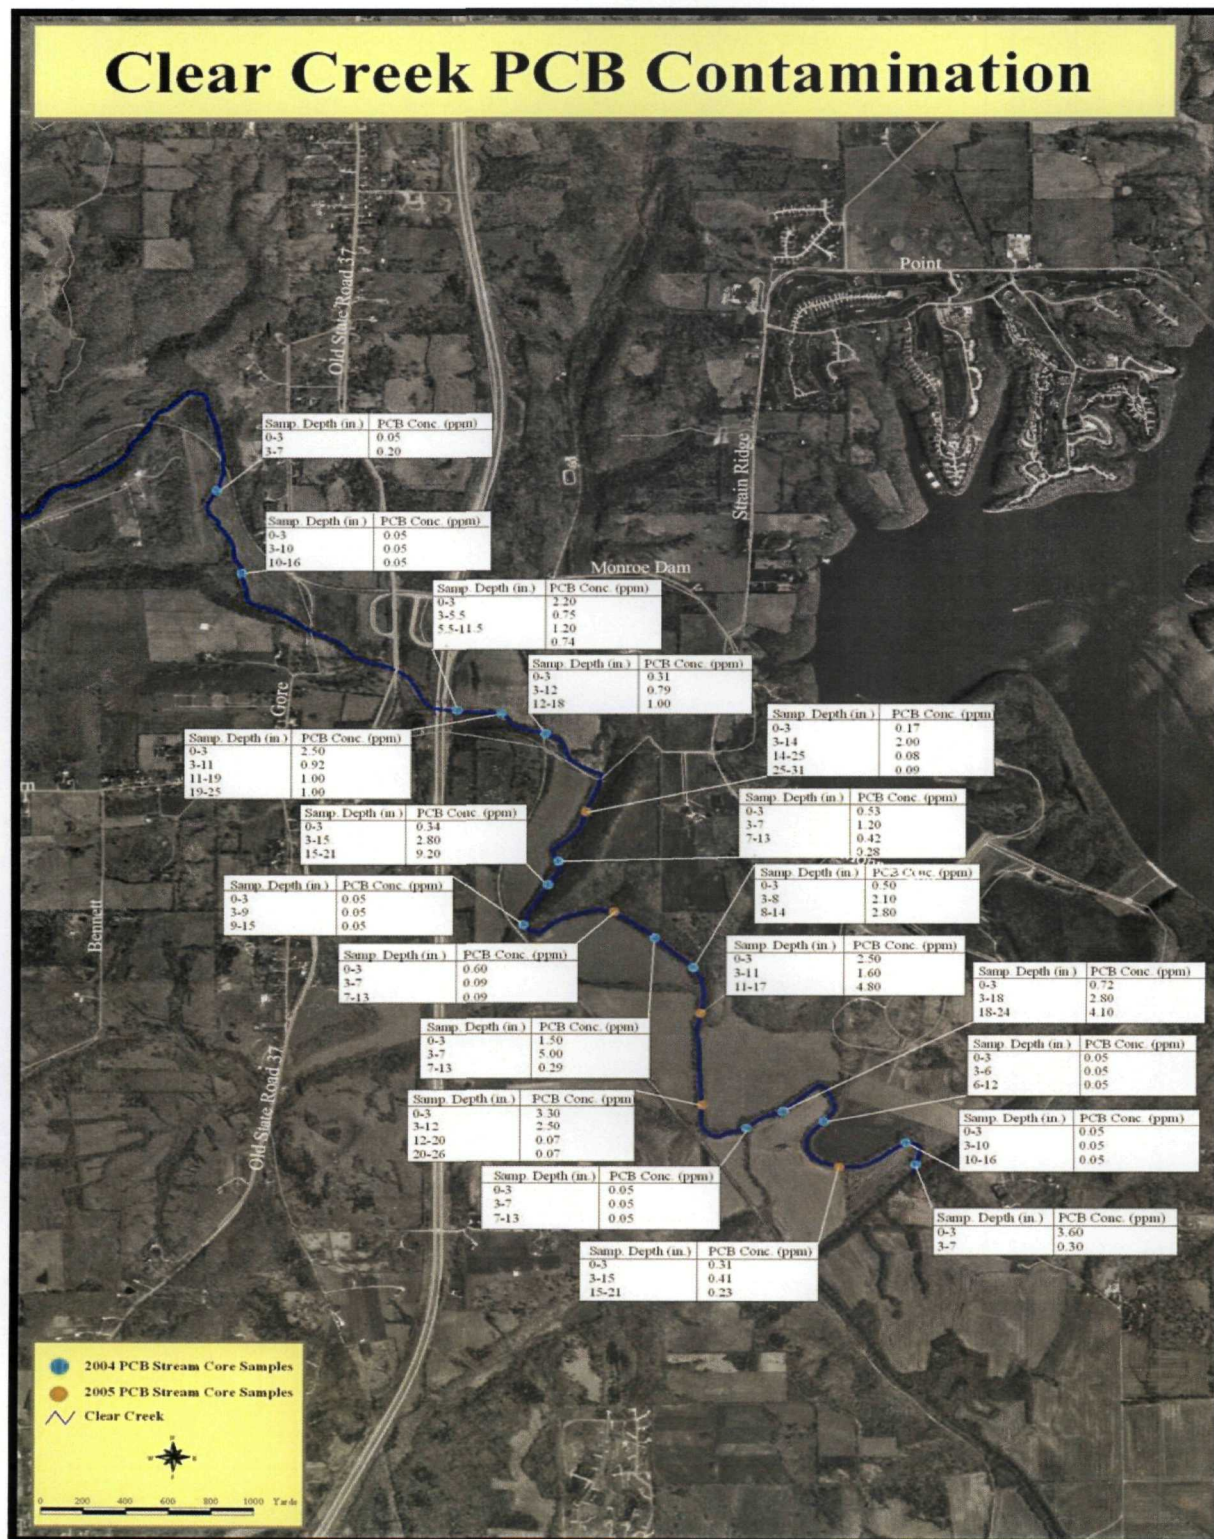 Clear Creek PCB Contamination
Point
Old State Road 37
Strain Ridge
Samp. Depth (in.) PCB Conc. (ppm)
0-3 0.05
3-7 0.20
Samp. Depth (in.) PCB Conc. (ppm)
0-3 0.05
3-10 0.05
10-16 0.05
Monroe Dam
Samp. Depth (in.) PCB Conc. (ppm)
0-3 2.20
3-5.5 0.75
5.5-11.5 1.20
0.74
Samp. Depth (in.) PCB Conc. (ppm)
0-3 0.31
3-12 0.79
12-18 1.00
Gore
Samp. Depth (in.) PCB Conc. (ppm
0-3 0.17
3-14 2.00
14-25 0.08
25-31 0.09
Samp. Depth (in.) PCB Conc. (ppm)
0-3 2.50
3-11 0.92
11-19 1.00
19-25 1.00
Samp. Depth (in.) PCB Conc. (ppm)
0-3 0.53
3-7 1.20
7-13 0.42
0.28
Samp. Depth (in.) PCB Conc. (ppm)
0-3 0.34
3-15 2.80
15-21 9.20
Samp. Depth (in.) PCB Conc. (ppm)
0-3 0.50
3-8 2.10
8-14 2.80
Samp. Depth (in.) PCB Conc. (ppm)
0-3 0.05
3-9 0.05
9-15 0.05
Bennett
Samp. Depth (in.) PCB Conc. (ppm)
0-3 0.60
3-7 0.09
7-13 0.09
Samp. Depth (in.) PCB Conc. (ppm)
0-3 2.50
3-11 1.60
11-17 4.80
Samp. Depth (in.) PCB Conc. (ppm)
0-3 0.72
3-18 2.80
18-24 4.10
Samp. Depth (in.) PCB Conc. (ppm)
0-3 1.50
3-7 5.00
7-13 0.29
Samp. Depth (in.) PCB Conc. (ppm)
0-3 0.05
3-6 0.05
6-12 0.05
Old State Road 37
Samp. Depth (in.) PCB Conc. (ppm)
0-3 3.30
3-12 2.50
12-20 0.07
20-26 0.07
Samp. Depth (in.) PCB Conc. (ppm)
0-3 0.05
3-10 0.05
10-16 0.05
Samp. Depth (in.) PCB Conc. (ppm)
0-3 0.05
3-7 0.05
7-13 0.05
Samp. Depth (in.) PCB Conc. (ppm)
0-3 3.60
3-7 0.30
Samp. Depth (in.) PCB Conc. (ppm)
0-3 0.31
3-15 0.41
15-21 0.23
2004 PCB Stream Core Samples
2005 PCB Stream Core Samples
Clear Creek
0 200 400 600 800 1000 Yards